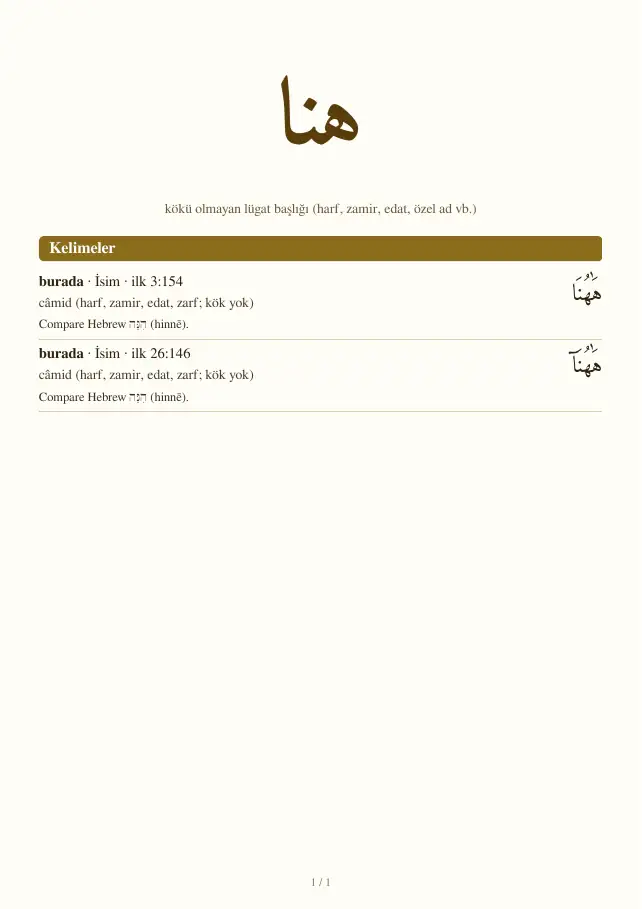 هنا
kökü olmayan lügat başlığı (harf, zamir, edat, özel ad vb.)
Kelimeler
burada · İsim · ilk 3:154 هَٰهُنَا
câmid (harf, zamir, edat, zarf; kök yok)
Compare Hebrew הִנָּה (hinnē).
burada · İsim · ilk 26:146 هَٰهُنَآ
câmid (harf, zamir, edat, zarf; kök yok)
Compare Hebrew הִנָּה (hinnē).
1 / 1